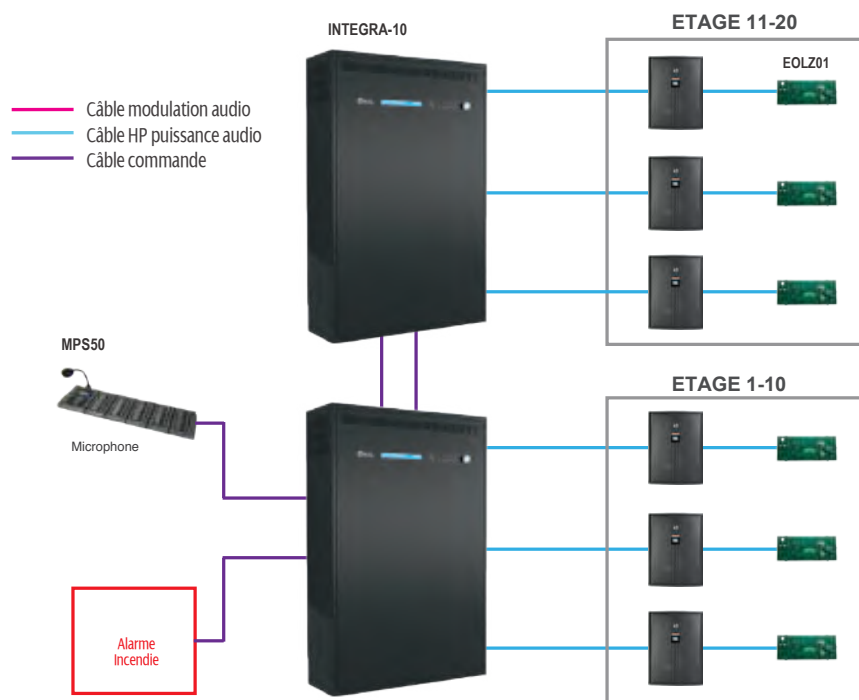 INTEGRA-10
ETAGE 11-20
EOLZ01
Câble modulation audio
Câble HP puissance audio
Câble commande
MPS50
Microphone
ETAGE 1-10
Alarme
Incendie